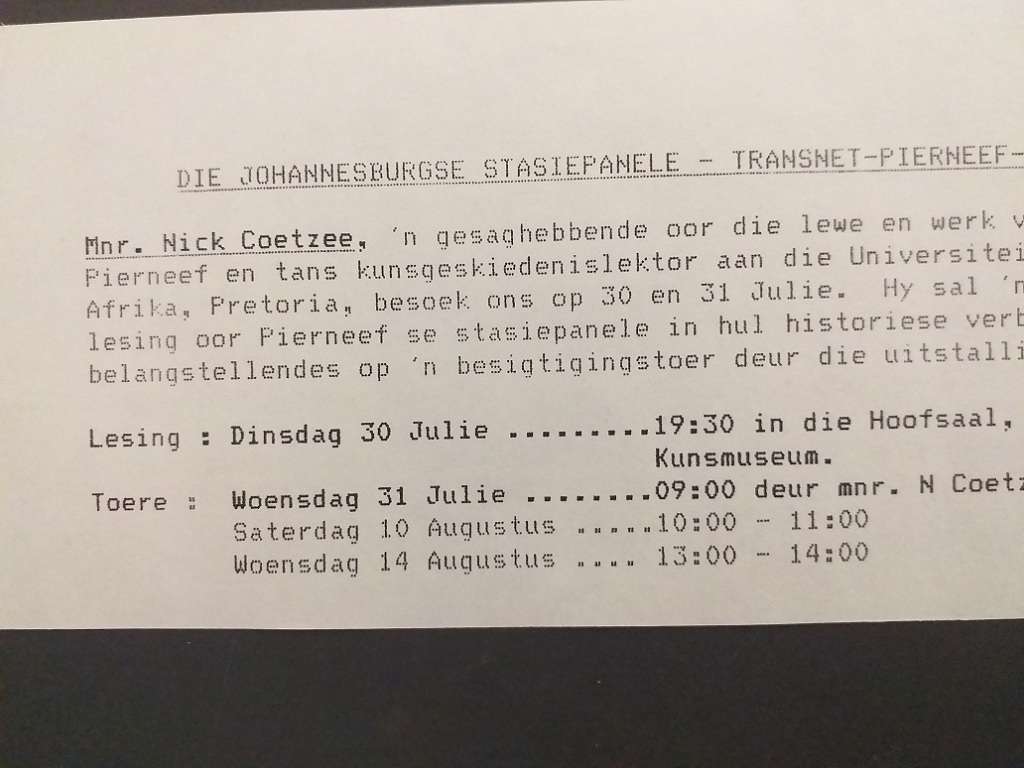 DIE JOHANNESBURGSE STASIEPANELE - TRANSNET-PIERNEEF-
Mnr. Nick Coetzee, 'n gesaghebbende oor die lewe en werk v
Pierneef en tans kunsgeskiedenislektor aan die Universitei
Afrika, Pretoria, besoek ons op 30 en 31 Julie. Hy sal 'n
lesing oor Pierneef se stasiepanele in hul historiese verb
belangstellendes op 'n besigtigingstoer deur die uitstalli
Lesing : Dinsdag 30 Julie .........19:30 in die Hoofsaal,
Kunsmuseum.
Toere : Woensdag 31 Julie ........09:00 deur mnr. N Coetz
Saterdag 10 Augustus .....10:00 - 11:00
Woensdag 14 Augustus .... 13:00 - 14:00